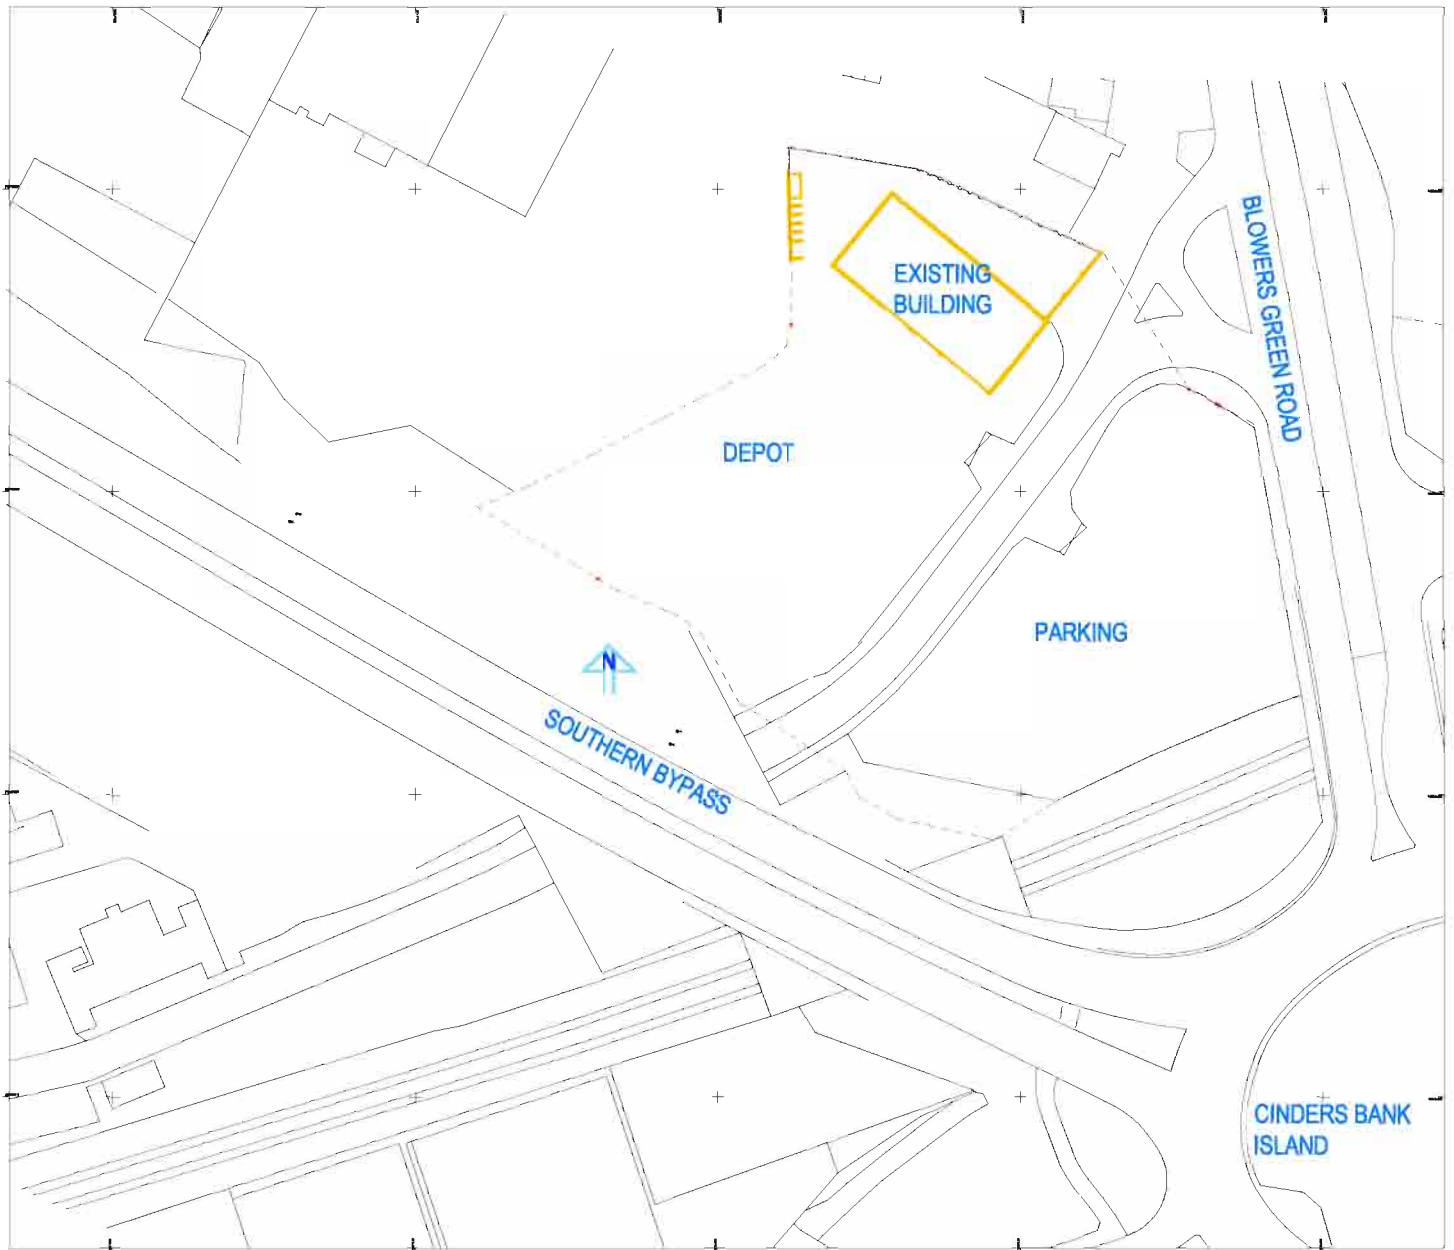 EXISTING
BUILDING
BLOWERS GREEN ROAD
DEPOT
PARKING
N
SOUTHERN BYPASS
CINDERS BANK
ISLAND